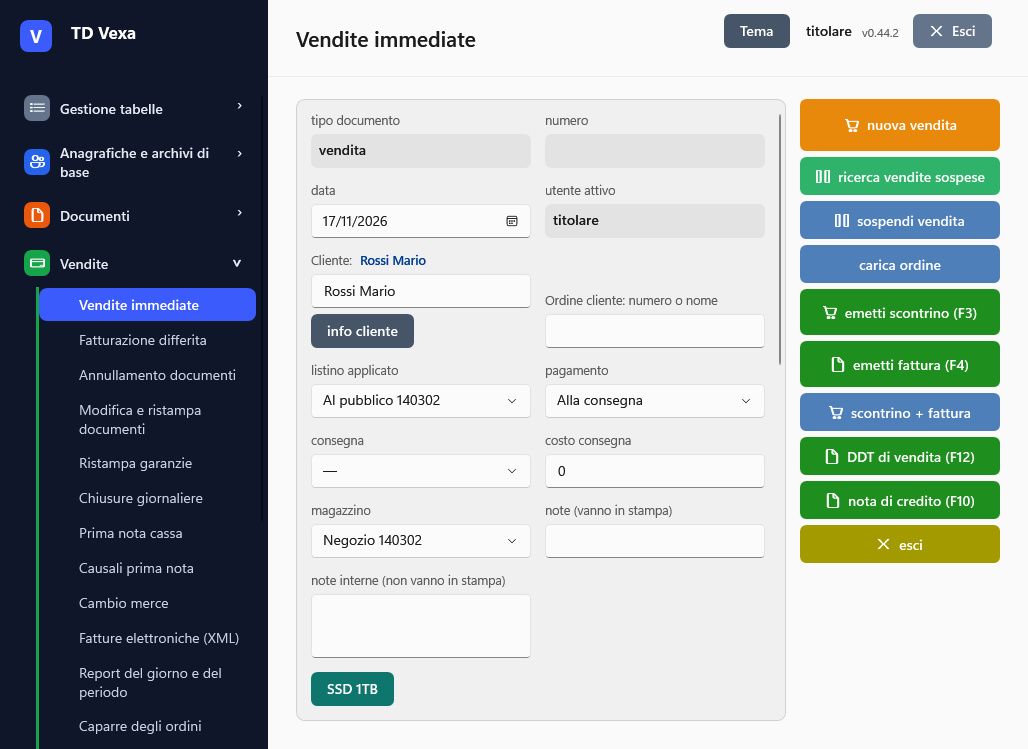 V
TD Vexa
Gestione tabelle
Anagrafiche e archivi di
base
Documenti
Vendite
Vendite immediate
Fatturazione differita
Annullamento documenti
Modifica e ristampa
documenti
Ristampa garanzie
Chiusure giornaliere
Prima nota cassa
Causali prima nota
Cambio merce
Fatture elettroniche (XML)
Report del giorno e del
periodo
Caparre degli ordini
Vendite immediate
Tema
titolare v0.44.2
Esci
tipo documento
vendita
numero
data
17/11/2026
utente attivo
titolare
Cliente: Rossi Mario
Rossi Mario
info cliente
Ordine cliente: numero o nome
listino applicato
Al pubblico 140302
pagamento
Alla consegna
consegna
—
costo consegna
0
magazzino
Negozio 140302
note (vanno in stampa)
note interne (non vanno in stampa)
SSD 1TB
nuova vendita
ricerca vendite sospese
sospendi vendita
carica ordine
emetti scontrino (F3)
emetti fattura (F4)
scontrino + fattura
DDT di vendita (F12)
nota di credito (F10)
esci